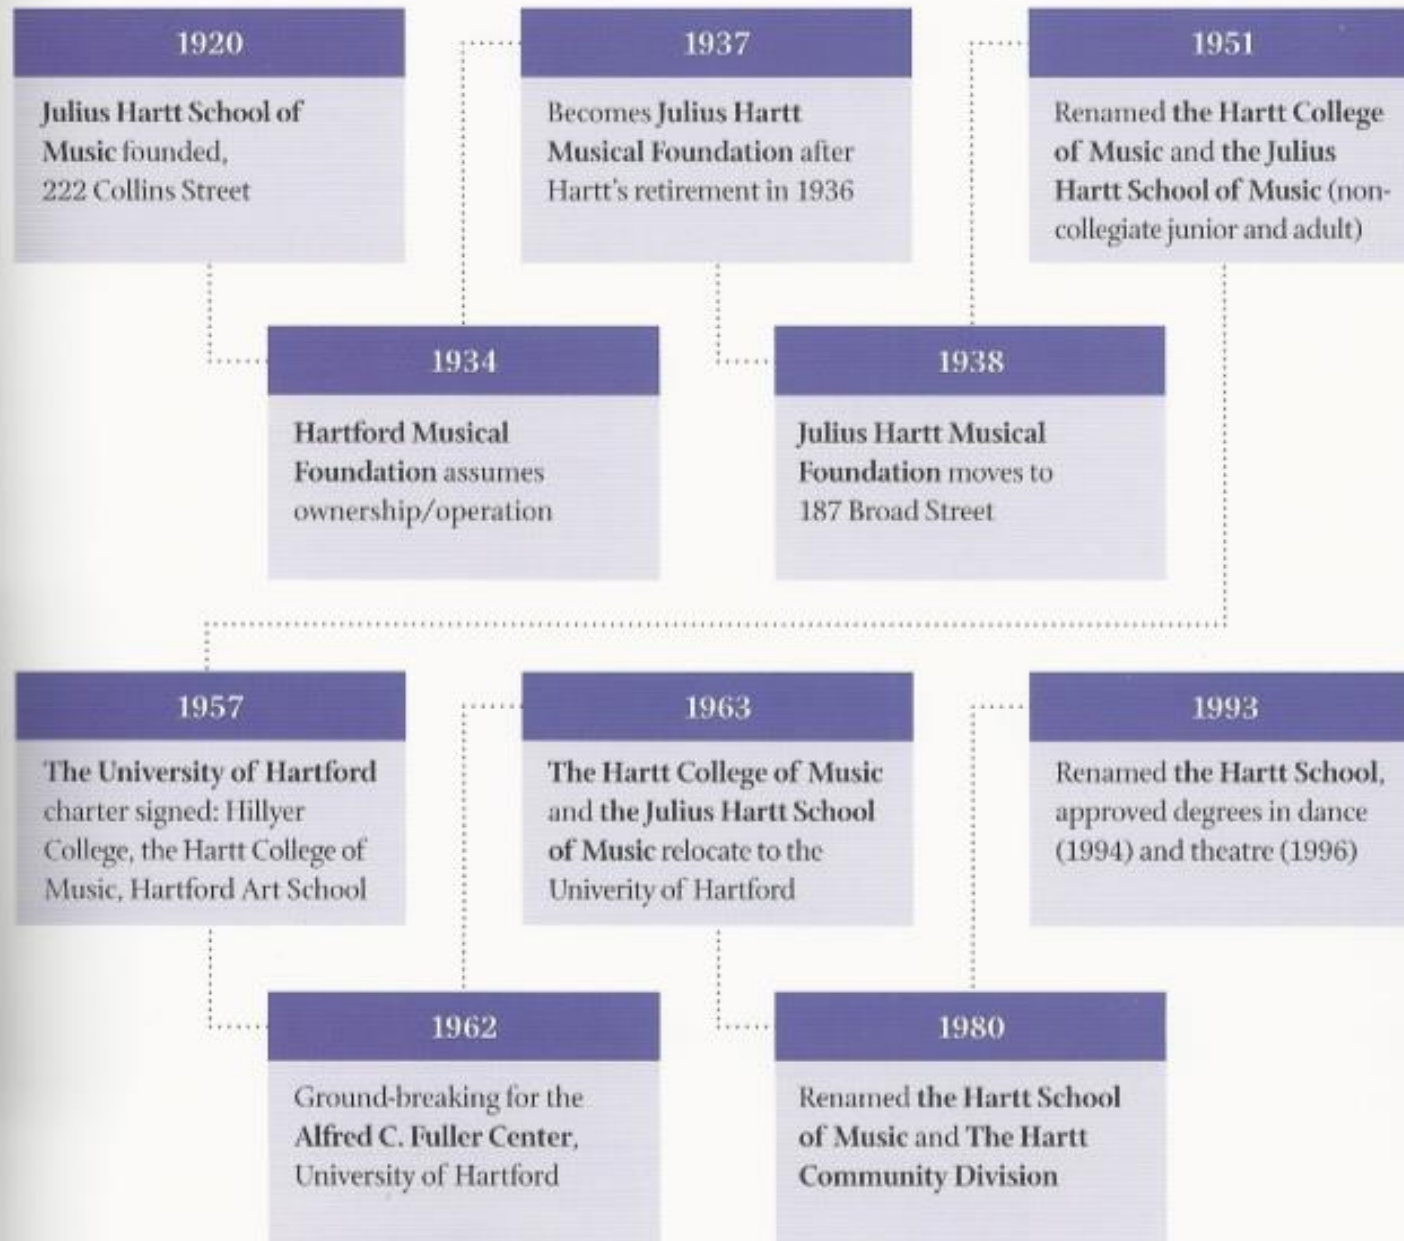 1920
Julius Hartt School of
Music founded,
222 Collins Street
1934
Hartford Musical
Foundation assumes
ownership/operation
1937
Becomes Julius Hartt
Musical Foundation after
Hartt's retirement in 1936
1938
Julius Hartt Musical
Foundation moves to
187 Broad Street
1951
Renamed the Hartt College
of Music and the Julius
Hartt School of Music (non-
collegiate junior and adult)
1957
The University of Hartford
charter signed: Hillyer
College, the Hartt College of
Music, Hartford Art School
1962
Ground-breaking for the
Alfred C. Fuller Center,
University of Hartford
1963
The Hartt College of Music
and the Julius Hartt School
of Music relocate to the
Univerity of Hartford
1980
Renamed the Hartt School
of Music and The Hartt
Community Division
1993
Renamed the Hartt School,
approved degrees in dance
(1994) and theatre (1996)